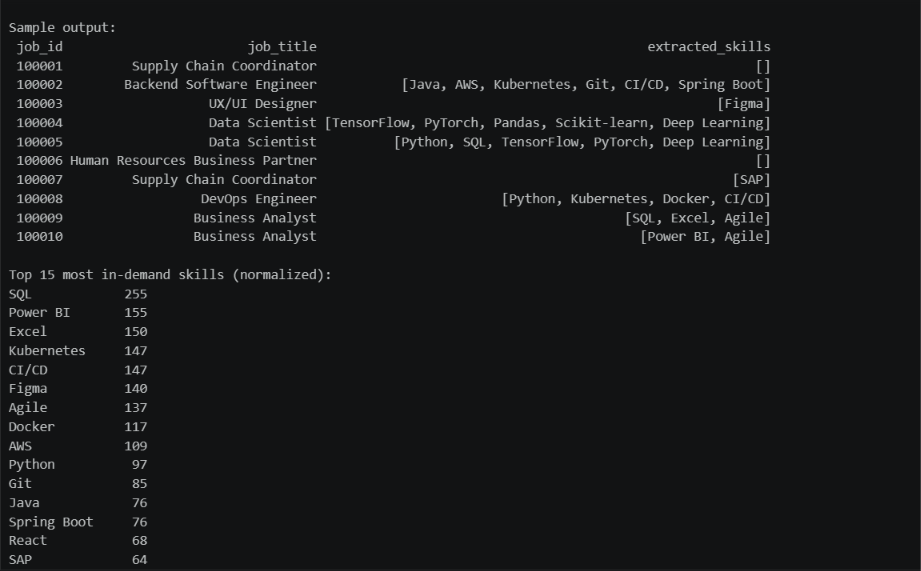 Sample output:
job_id job_title extracted_skills
100001 Supply Chain Coordinator []
100002 Backend Software Engineer [Java, AWS, Kubernetes, Git, CI/CD, Spring Boot]
100003 UX/UI Designer [Figma]
100004 Data Scientist [TensorFlow, PyTorch, Pandas, Scikit-learn, Deep Learning]
100005 Data Scientist [Python, SQL, TensorFlow, PyTorch, Deep Learning]
100006 Human Resources Business Partner []
100007 Supply Chain Coordinator [SAP]
100008 DevOps Engineer [Python, Kubernetes, Docker, CI/CD]
100009 Business Analyst [SQL, Excel, Agile]
100010 Business Analyst [Power BI, Agile]
Top 15 most in-demand skills (normalized):
SQL 255
Power BI 155
Excel 150
Kubernetes 147
CI/CD 147
Figma 140
Agile 137
Docker 117
AWS 109
Python 97
Git 85
Java 76
Spring Boot 76
React 68
SAP 64